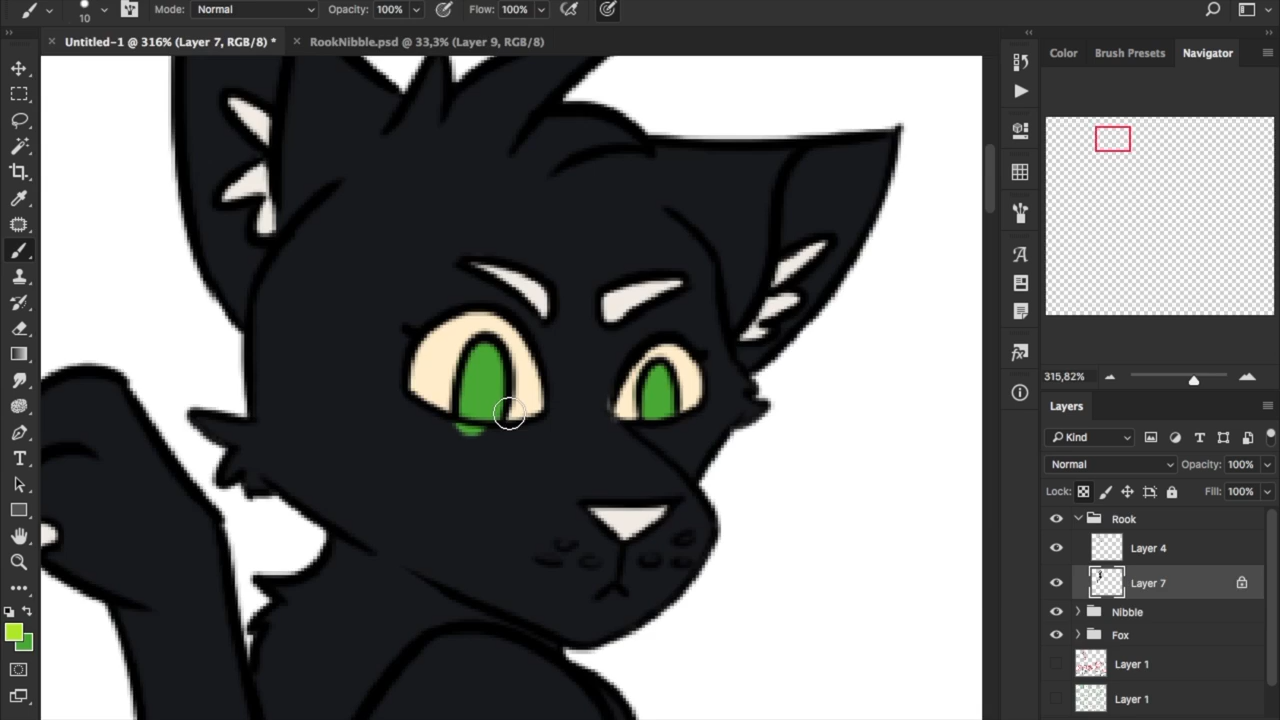 10 Mode: Normal Opacity: 100% Flow: 100%
Untitled-1 @ 316% (Layer 7, RGB/8) * RookNibble.psd @ 33,3% (Layer 9, RGB/8)
Color Brush Presets Navigator
315,82%
Layers
Kind
Normal Opacity: 100%
Lock: Fill: 100%
Rook
Layer 4
Layer 7
Nibble
Fox
Layer 1
Layer 1